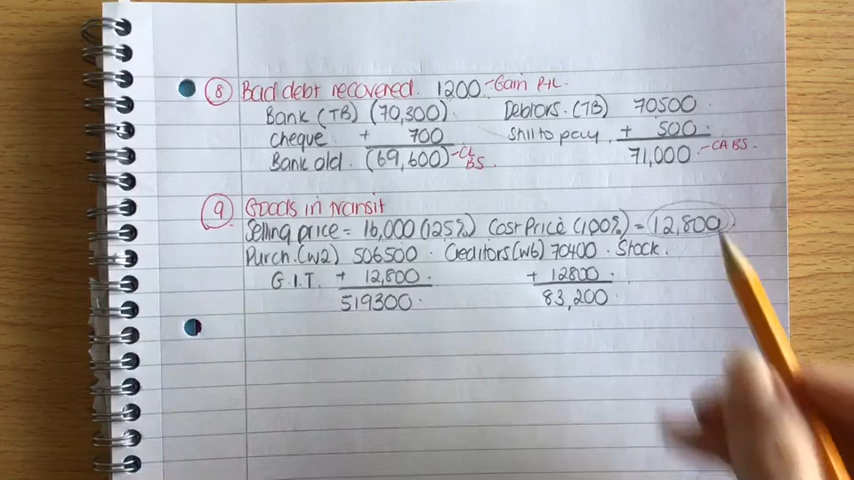 8 Bad debt recovered. 1200 - Gain P+L.
Bank (TB) (70,300) Debtors. (TB) 70500
cheque + 700 Still to pay + 500
Bank old. (69,600) - CL BS 71,000 - CA BS.
9 Goods in transit
Selling price = 16,000 (125%) Cost Price (100%) = 12,800
Purch. (W2) 506500 Creditors (W6) 70400 Stock.
G.I.T. + 12,800 + 12800
519300 83,200